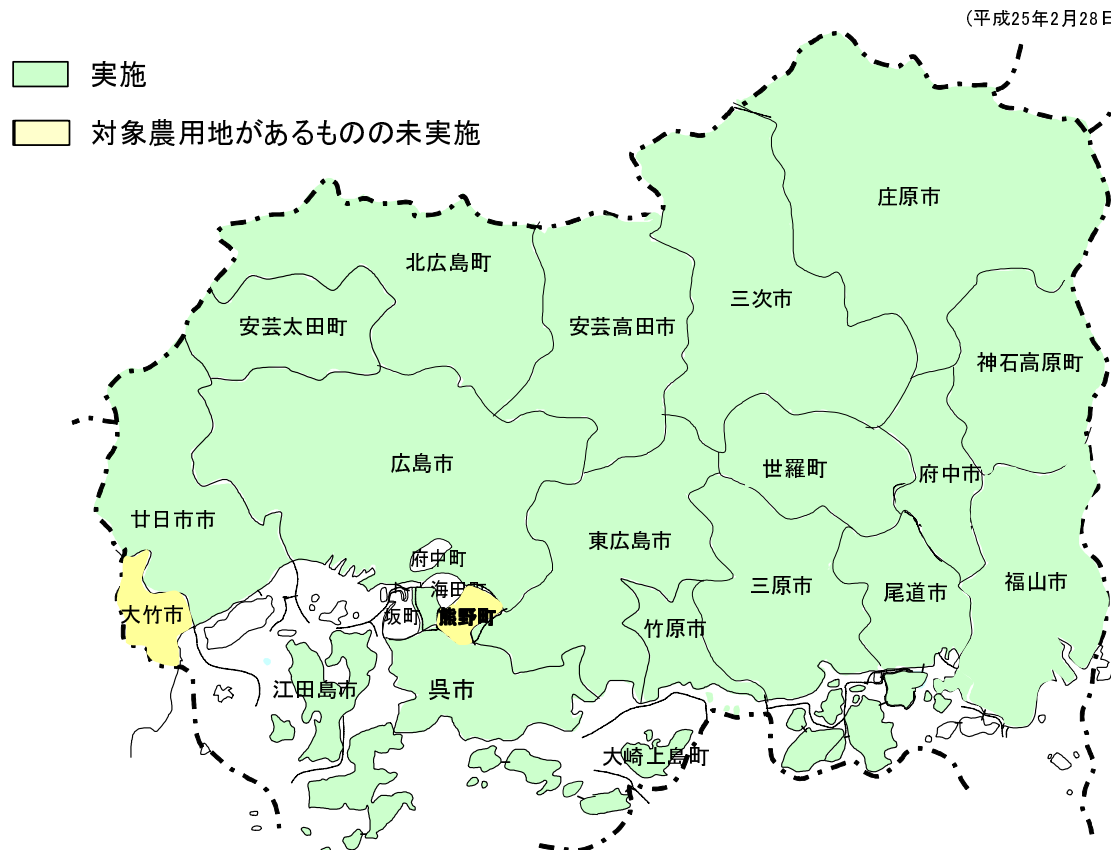 (平成25年2月28日
実施
対象農用地があるものの未実施
庄原市
北広島町
三次市
安芸太田町
安芸高田市
神石高原町
広島市
世羅町
府中市
廿日市市
東広島市
府中町
三原市
福山市
海田町
尾道市
大竹市
坂町
熊野町
竹原市
江田島市
呉市
大崎上島町